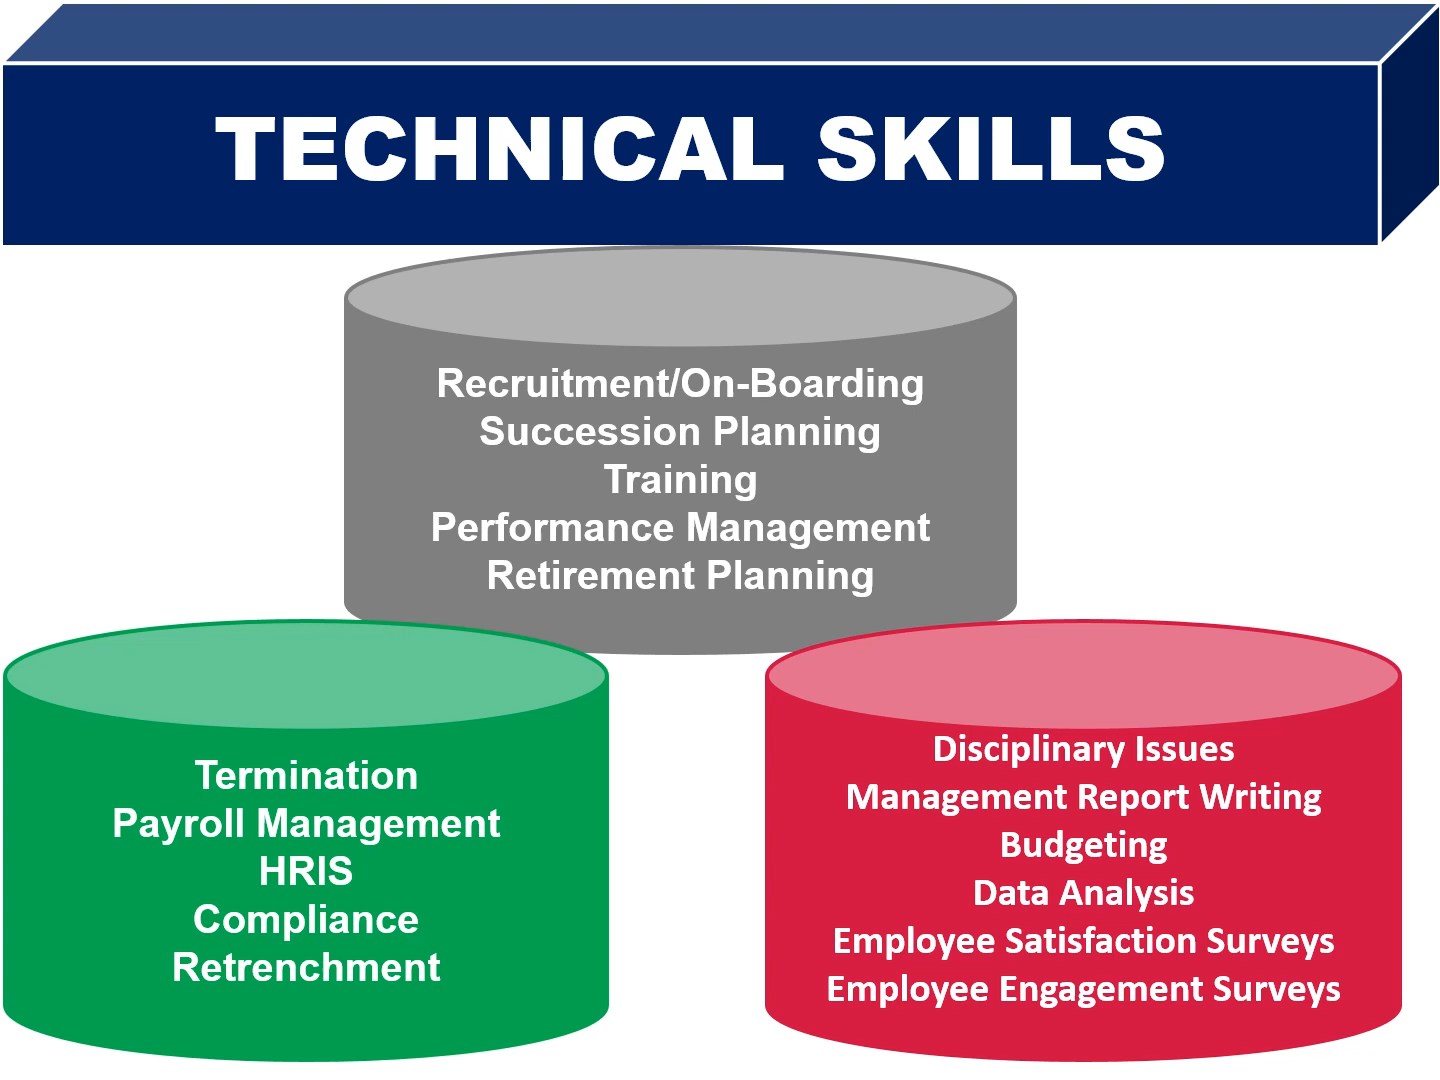 TECHNICAL SKILLS
Recruitment/On-Boarding
Succession Planning
Training
Performance Management
Retirement Planning
Termination
Payroll Management
HRIS
Compliance
Retrenchment
Disciplinary Issues
Management Report Writing
Budgeting
Data Analysis
Employee Satisfaction Surveys
Employee Engagement Surveys